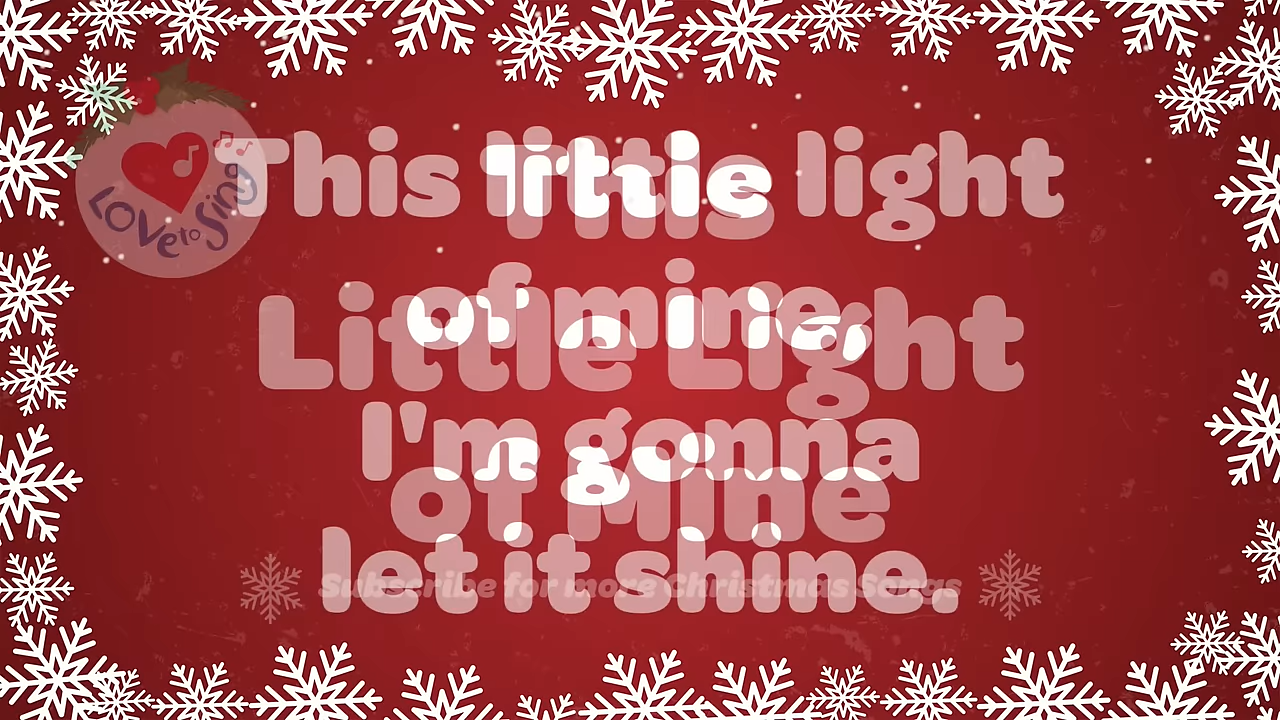 Love to Sing
This little light
This
of mine,
Little Light
I'm gonna
of Mine
let it shine.
Subscribe for more Christmas Songs